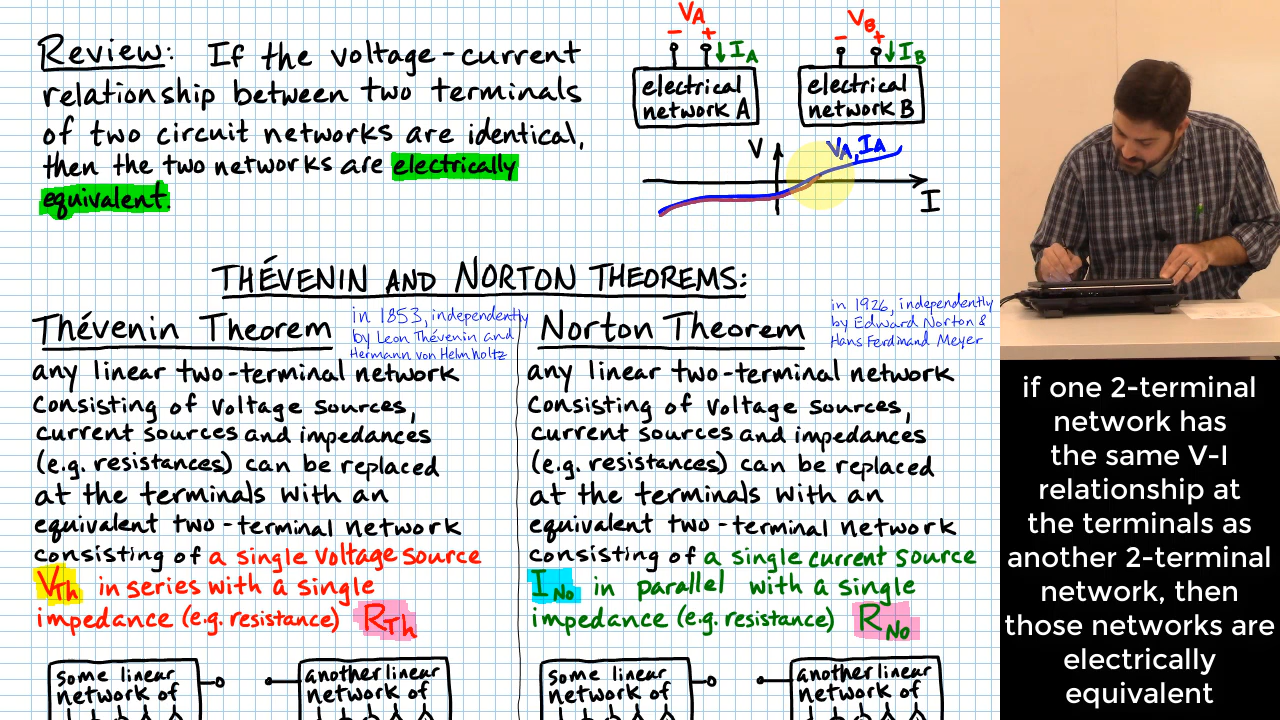 Review: If the voltage-current
relationship between two terminals
of two circuit networks are identical,
then the two networks are electrically
equivalent.
VA
- +
IA
electrical
network A
VB
- +
IB
electrical
network B
V
VA, IA
I
THÉVENIN AND NORTON THEOREMS:
Thévenin Theorem
in 1853, independently
by Leon Thévenin and
Hermann von Helmholtz
any linear two-terminal network
consisting of voltage sources,
current sources and impedances
(e.g. resistances) can be replaced
at the terminals with an
equivalent two-terminal network
consisting of a single voltage source
VTh in series with a single
impedance (e.g. resistance) RTh
some linear
network of
another linear
network of
Norton Theorem
in 1926, independently
by Edward Norton &
Hans Ferdinand Meyer
any linear two-terminal network
consisting of voltage sources,
current sources and impedances
(e.g. resistances) can be replaced
at the terminals with an
equivalent two-terminal network
consisting of a single current source
INo in parallel with a single
impedance (e.g. resistance) RNo
some linear
network of
another linear
network of
if one 2-terminal
network has
the same V-I
relationship at
the terminals as
another 2-terminal
network, then
those networks are
electrically
equivalent